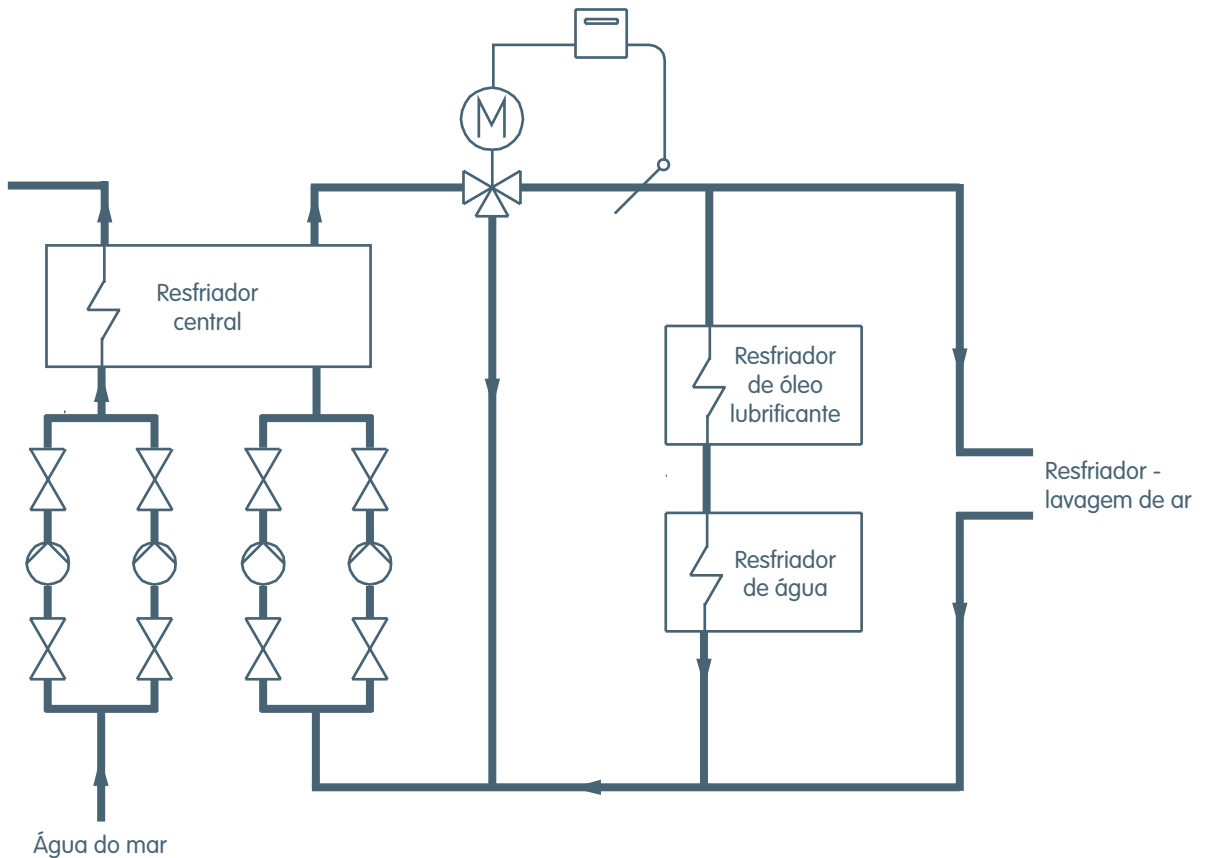 M
Resfriador
central
Resfriador
de óleo
lubrificante
Resfriador -
lavagem de ar
Resfriador
de água
Água do mar